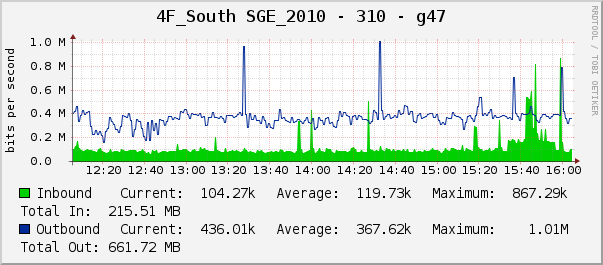 4F_South SGE_2010 - 310 - g47
RRDTOOL / TOBI OETIKER
bits per second
1.0 M
0.8 M
0.6 M
0.4 M
0.2 M
0.0
12:20 12:40 13:00 13:20 13:40 14:00 14:20 14:40 15:00 15:20 15:40 16:00
Inbound Current: 104.27k Average: 119.73k Maximum: 867.29k
Total In: 215.51 MB
Outbound Current: 436.01k Average: 367.62k Maximum: 1.01M
Total Out: 661.72 MB